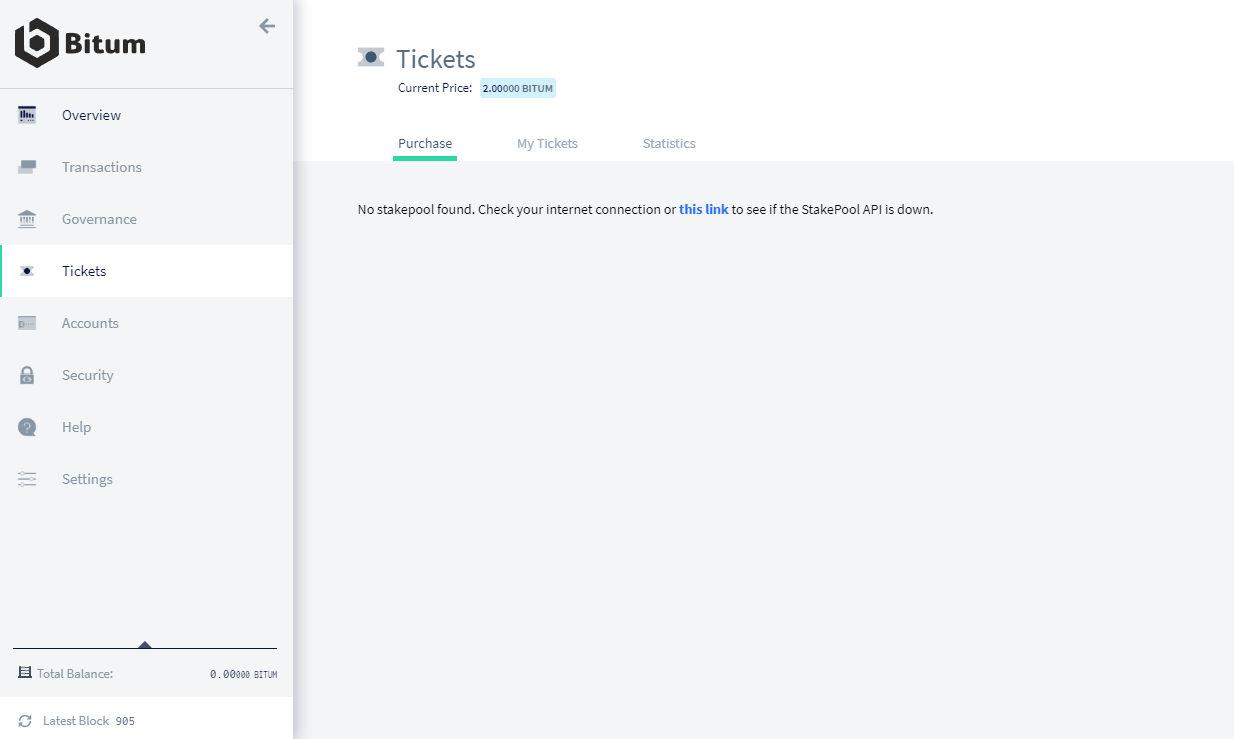 Bitum
Overview
Transactions
Governance
Tickets
Accounts
Security
Help
Settings
Total Balance: 0.00000 BITUM
Latest Block 905
Tickets
Current Price: 2.00000 BITUM
Purchase My Tickets Statistics
No stakepool found. Check your internet connection or this link to see if the StakePool API is down.